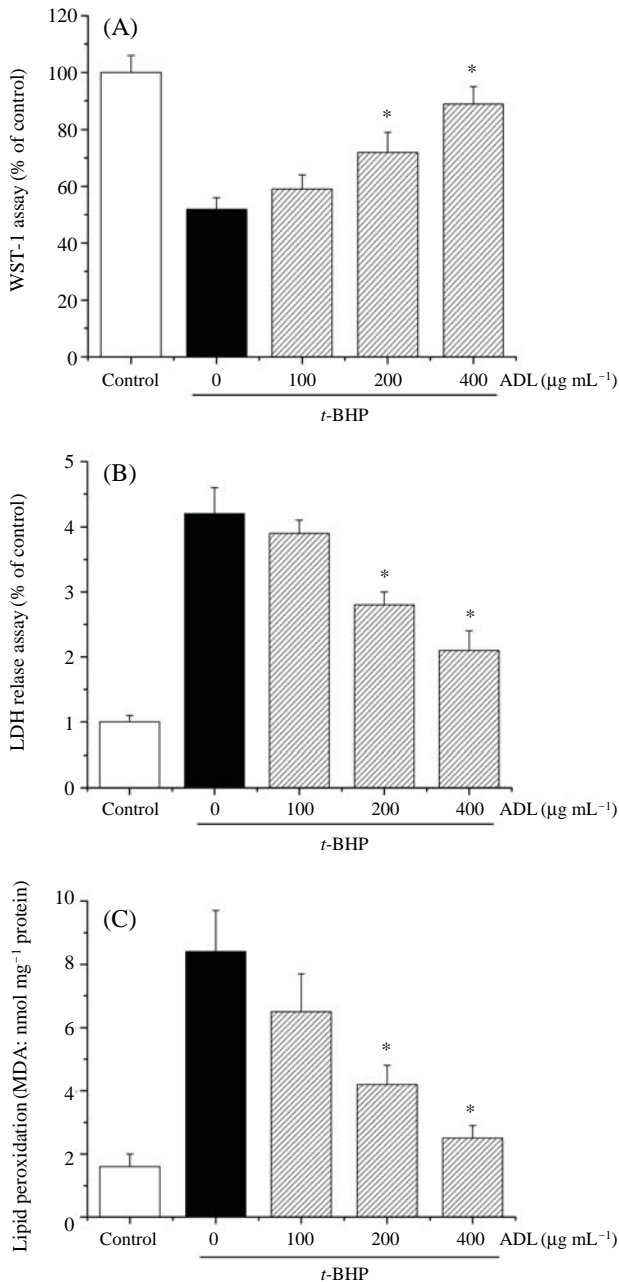 (A)
WST-1 assay (% of control)
120
100
80
60
40
20
0
*
*
Control 0 100 200 400 ADL (μg mL⁻¹)
t-BHP
(B)
LDH relase assay (% of control)
5
4
3
2
1
0
*
*
Control 0 100 200 400 ADL (μg mL⁻¹)
t-BHP
(C)
Lipid peroxidation (MDA: nmol mg⁻¹ protein)
10
8
6
4
2
0
*
*
Control 0 100 200 400 ADL (μg mL⁻¹)
t-BHP